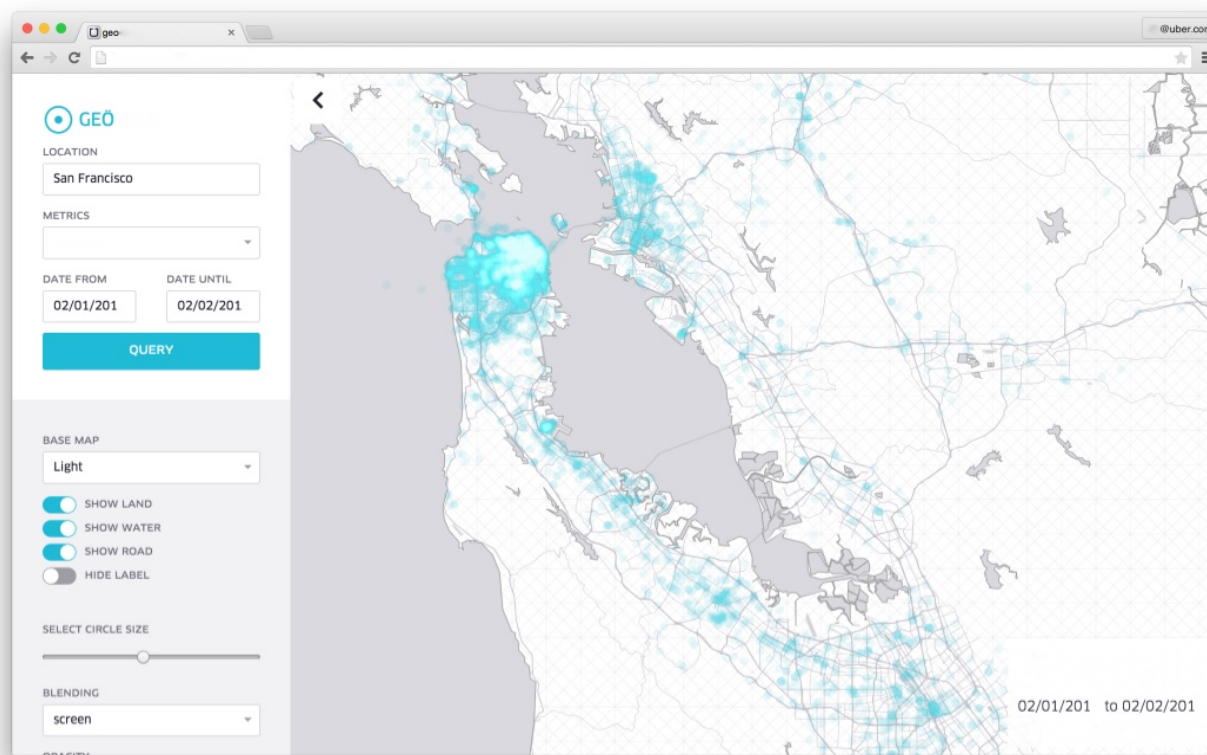 geo
@uber.com
GEÖ
LOCATION
San Francisco
METRICS
DATE FROM DATE UNTIL
02/01/201 02/02/201
QUERY
BASE MAP
Light
SHOW LAND
SHOW WATER
SHOW ROAD
HIDE LABEL
SELECT CIRCLE SIZE
BLENDING
screen
OPACITY
02/01/201 to 02/02/201